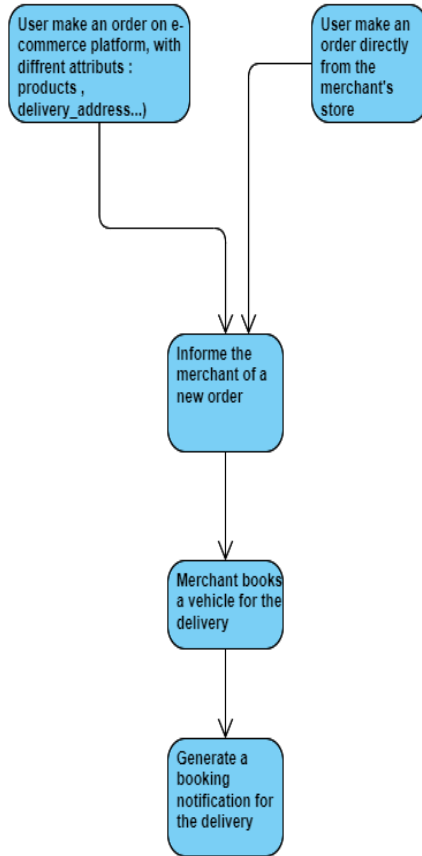 User make an order on e-
commerce platform, with
diffrent attributs :
products ,
delivery_address...)
User make an
order directly
from the
merchant's
store
Informe the
merchant of a
new order
Merchant books
a vehicle for the
delivery
Generate a
booking
notification for
the delivery